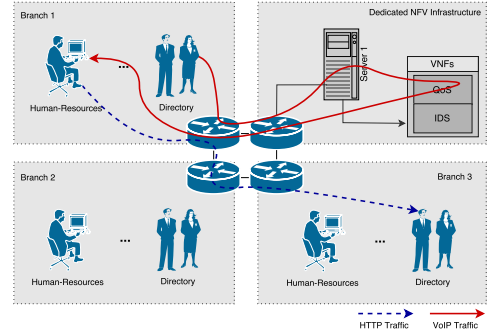 Branch 1
Dedicated NFV Infrastructure
Server 1
VNFs
QoS
IDS
...
Human-Resources
Directory
Branch 2
Branch 3
...
...
Human-Resources
Directory
Human-Resources
Directory
HTTP Traffic
VoIP Traffic